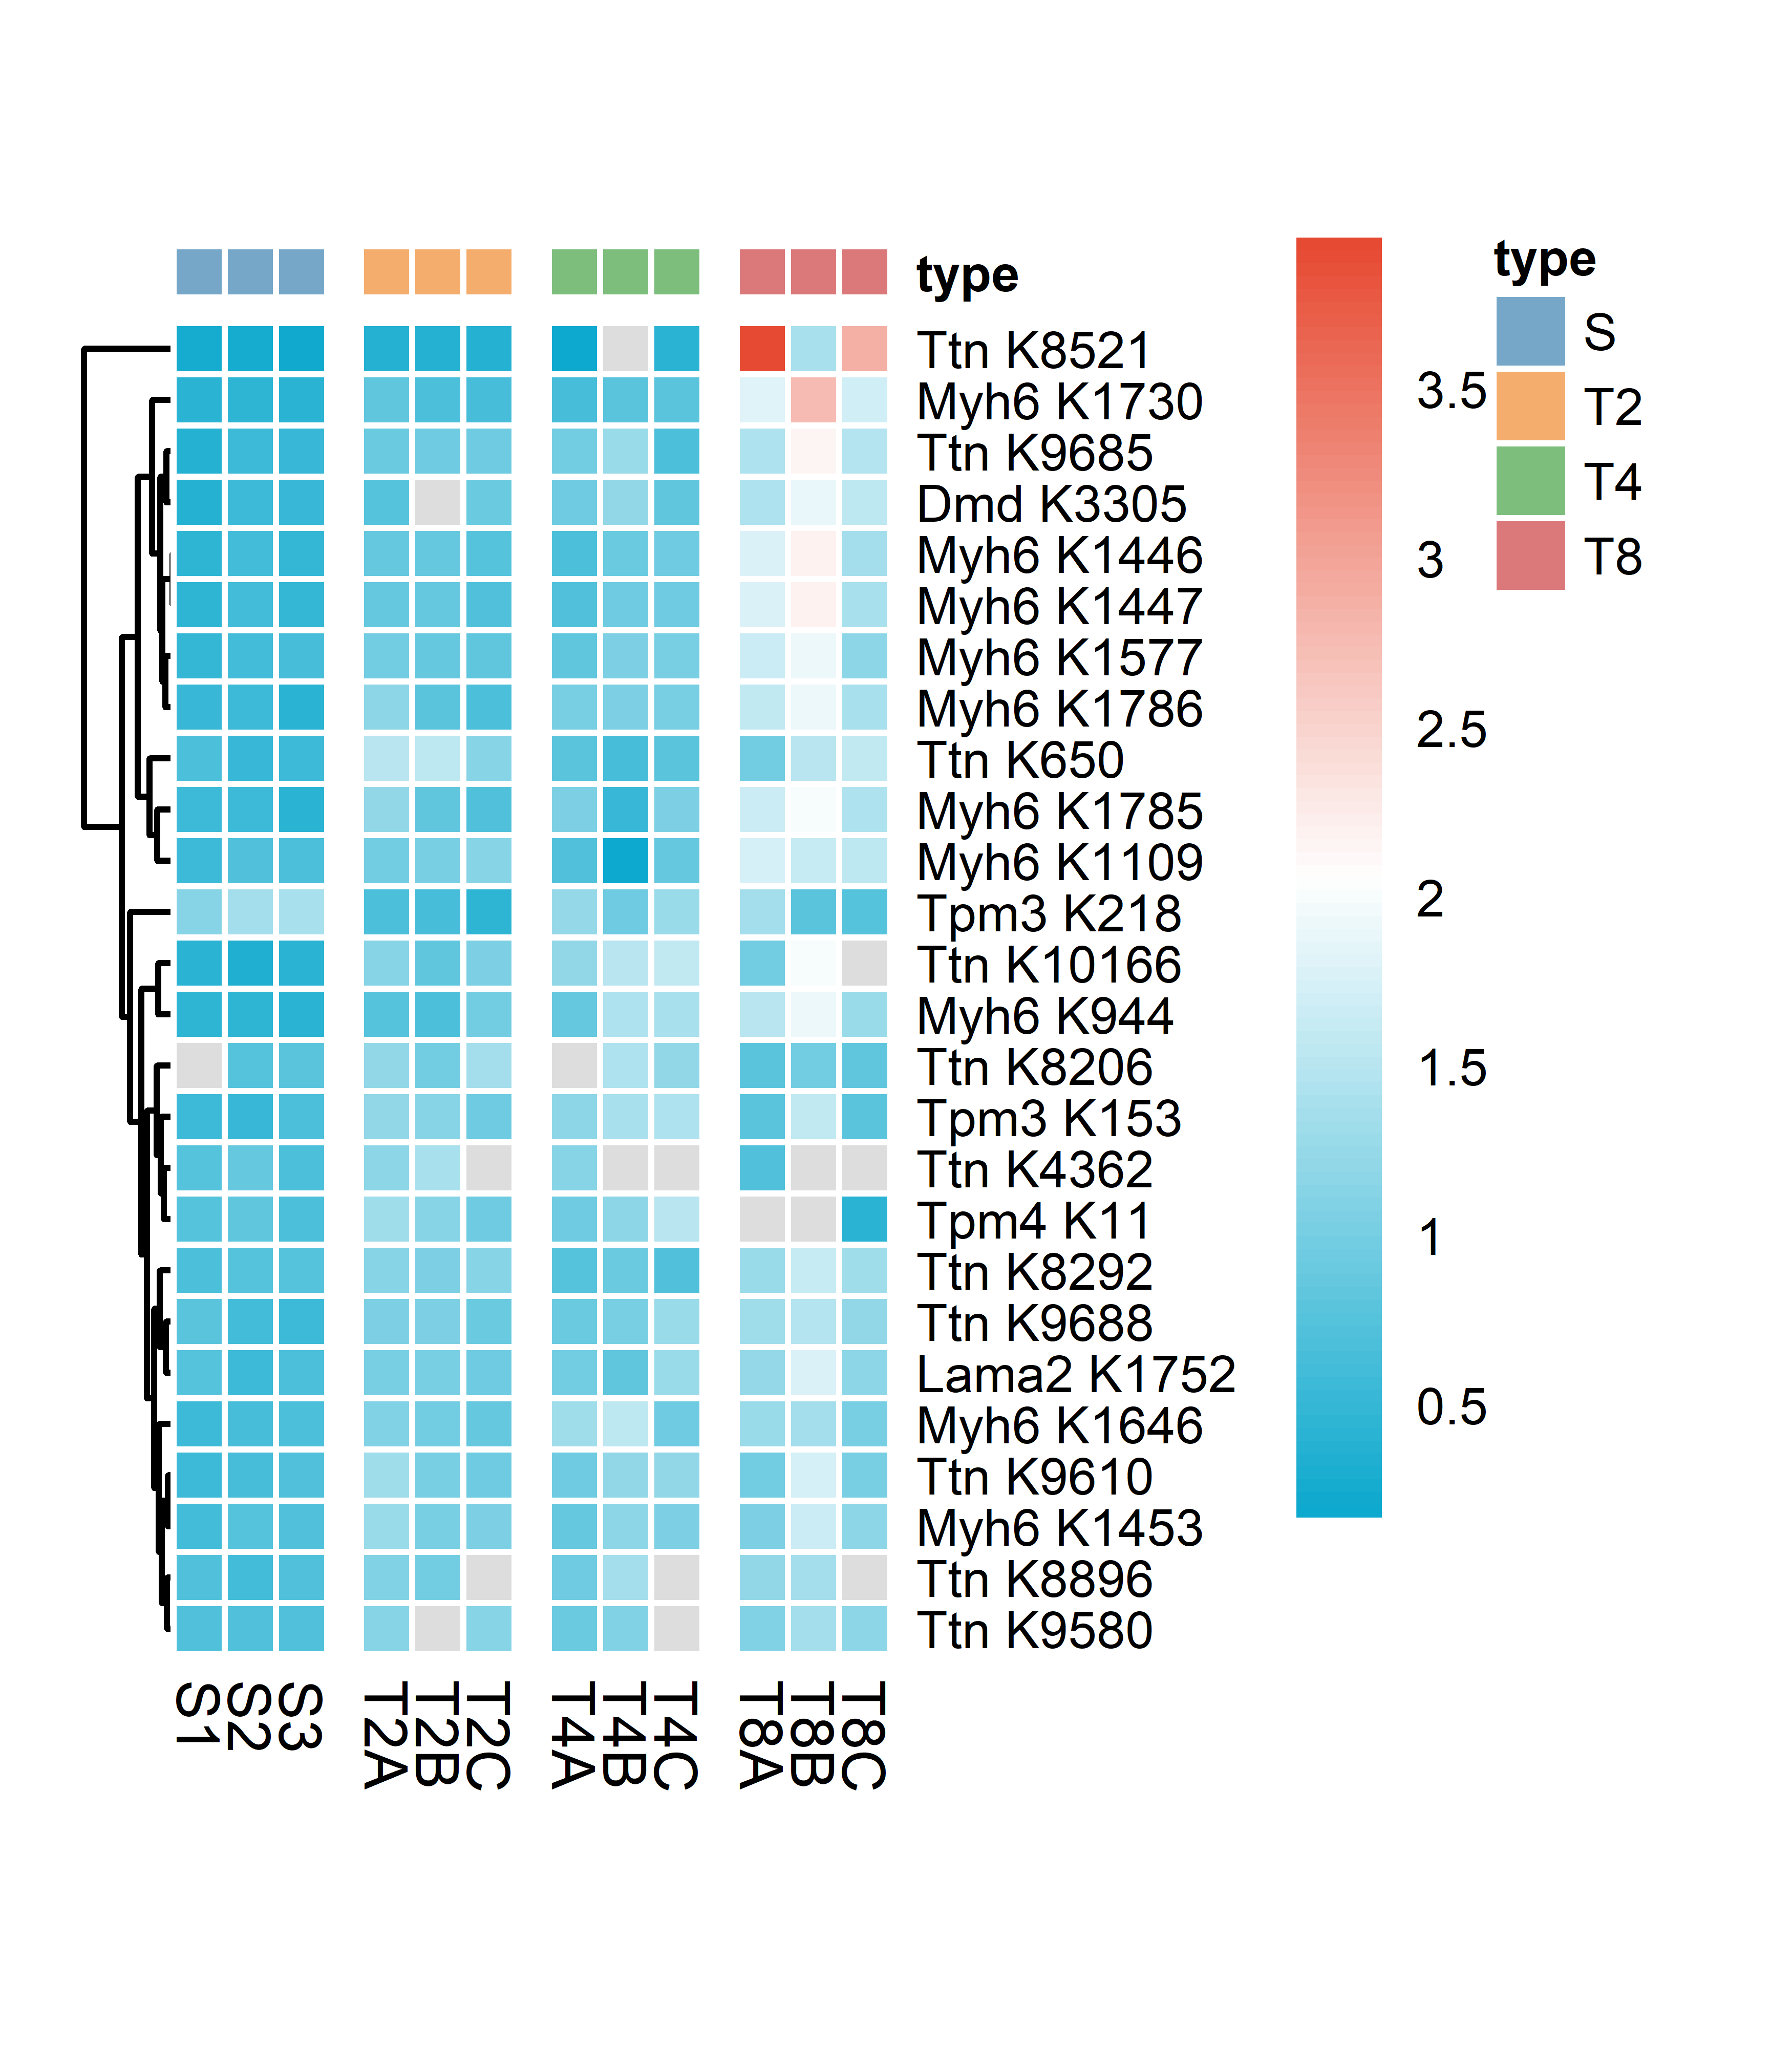 type
Ttn K8521
Myh6 K1730
Ttn K9685
Dmd K3305
Myh6 K1446
Myh6 K1447
Myh6 K1577
Myh6 K1786
Ttn K650
Myh6 K1785
Myh6 K1109
Tpm3 K218
Ttn K10166
Myh6 K944
Ttn K8206
Tpm3 K153
Ttn K4362
Tpm4 K11
Ttn K8292
Ttn K9688
Lama2 K1752
Myh6 K1646
Ttn K9610
Myh6 K1453
Ttn K8896
Ttn K9580
S1
S2
S3
T2A
T2B
T2C
T4A
T4B
T4C
T8A
T8B
T8C
3.5
3
2.5
2
1.5
1
0.5
type
S
T2
T4
T8